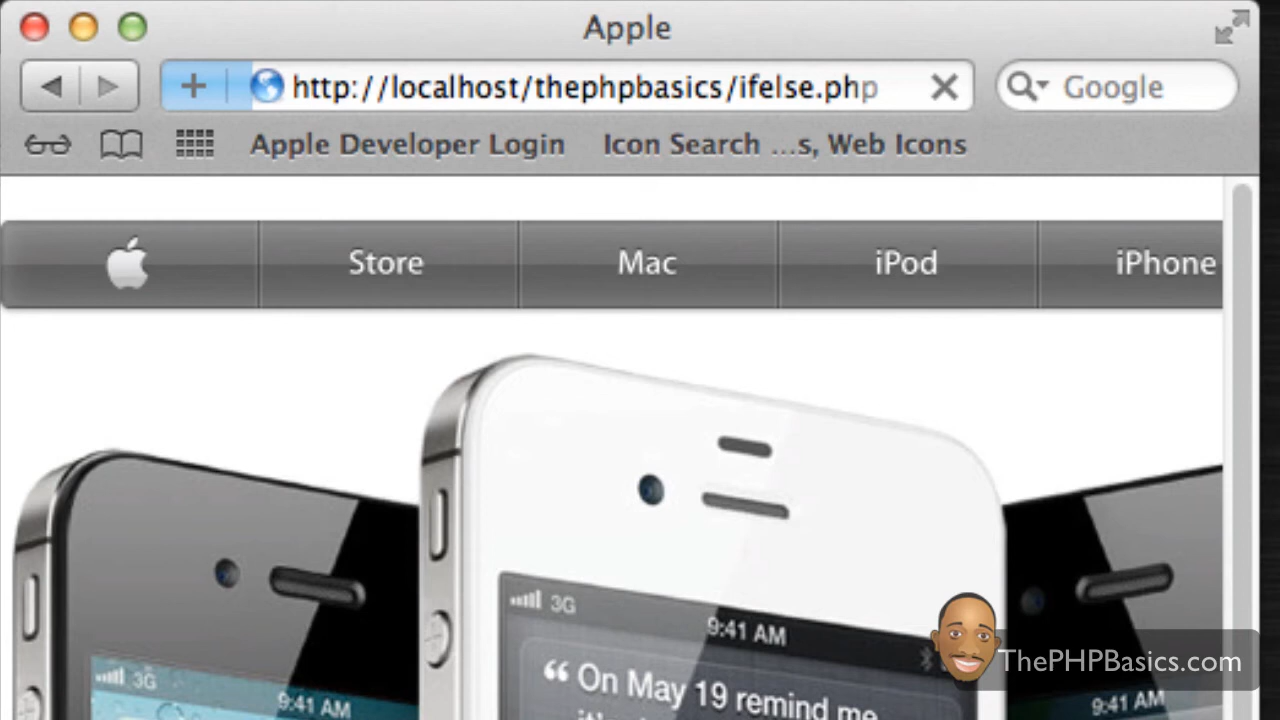 Apple
http://localhost/thephpbasics/ifelse.php
Google
Apple Developer Login
Icon Search ...s, Web Icons
Store
Mac
iPod
iPhone
3G
9:41 AM
“ On May 19 remind me
ThePHPBasics.com
3G
9:41 AM
9:41 AM